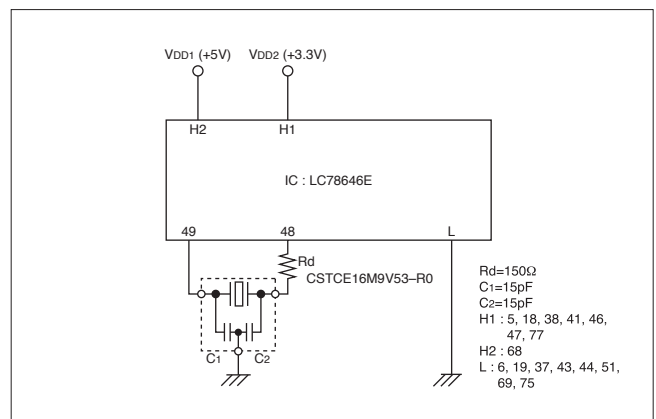 VDD1 (+5V) VDD2 (+3.3V)
H2 H1
IC : LC78646E
49 48 L
Rd
CSTCE16M9V53–R0
C1 C2
Rd=150Ω
C1=15pF
C2=15pF
H1 : 5, 18, 38, 41, 46,
47, 77
H2 : 68
L : 6, 19, 37, 43, 44, 51,
69, 75